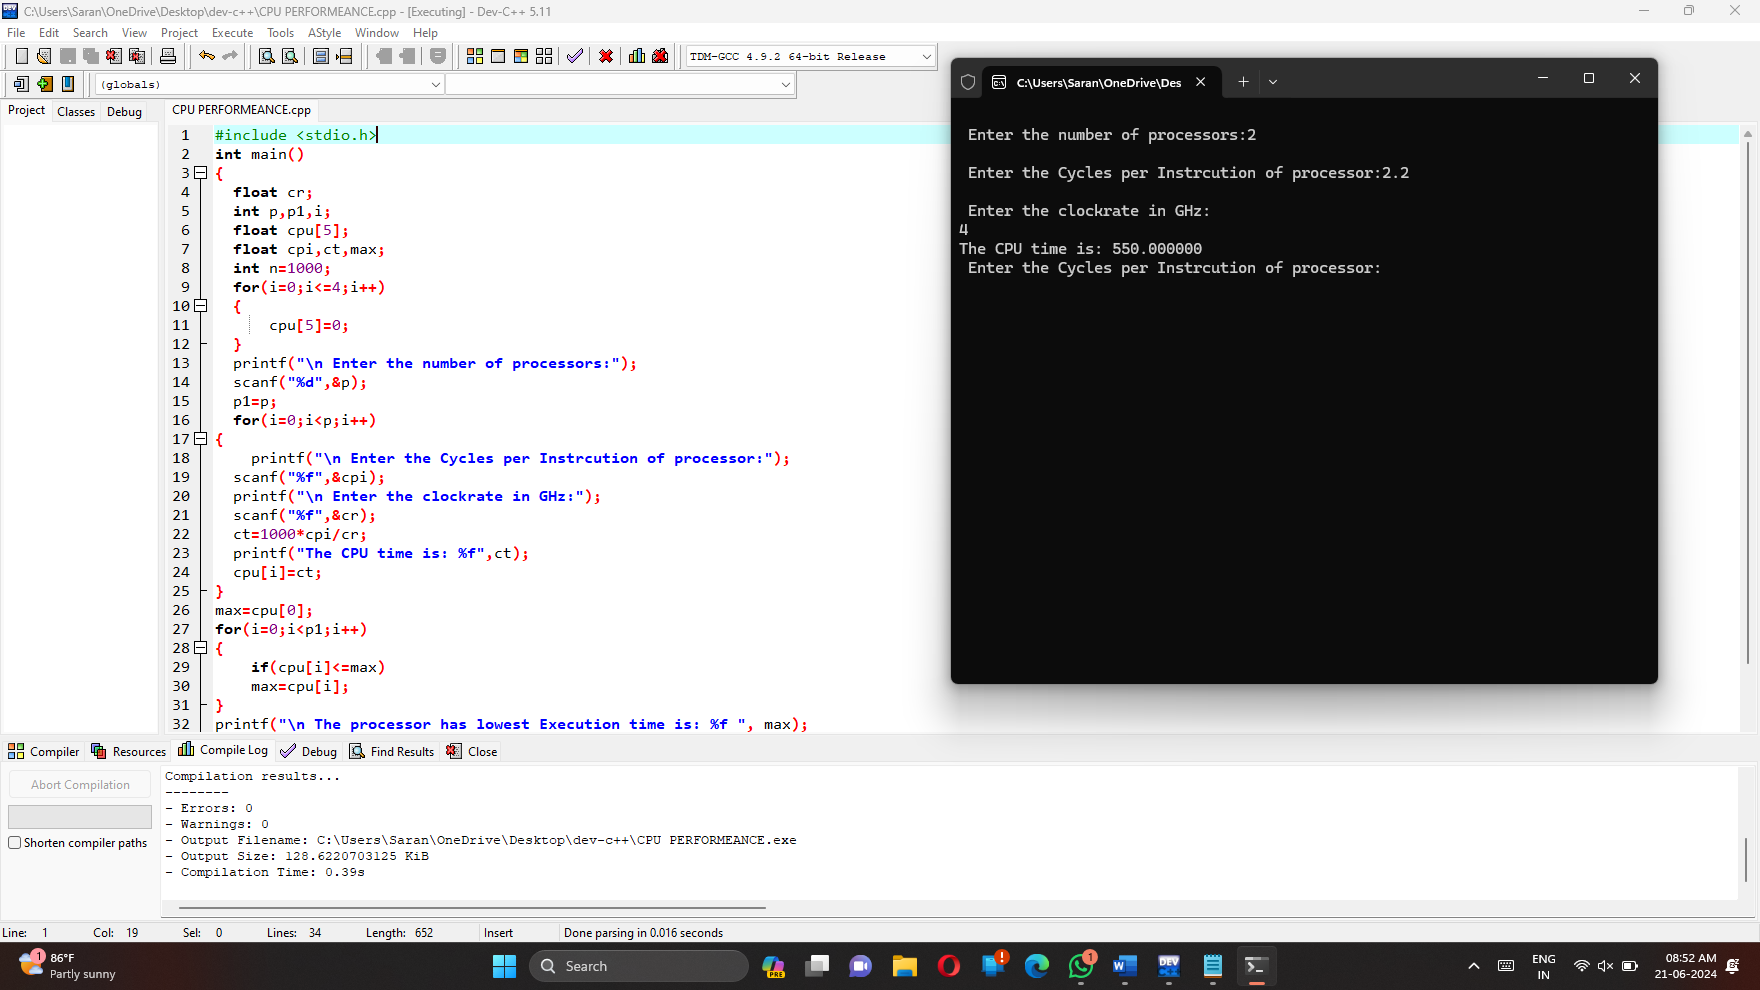 C:\Users\Saran\OneDrive\Desktop\dev-c++\CPU PERFORMEANCE.cpp - [Executing] - Dev-C++ 5.11
File Edit Search View Project Execute Tools AStyle Window Help
TDM-GCC 4.9.2 64-bit Release
(globals)
Project Classes Debug
CPU PERFORMEANCE.cpp
1 #include <stdio.h>
2 int main()
3 {
4 float cr;
5 int p,p1,i;
6 float cpu[5];
7 float cpi,ct,max;
8 int n=1000;
9 for(i=0;i<=4;i++)
10 {
11 cpu[5]=0;
12 }
13 printf("\n Enter the number of processors:");
14 scanf("%d",&p);
15 p1=p;
16 for(i=0;i<p;i++)
17 {
18 printf("\n Enter the Cycles per Instrcution of processor:");
19 scanf("%f",&cpi);
20 printf("\n Enter the clockrate in GHz:");
21 scanf("%f",&cr);
22 ct=1000*cpi/cr;
23 printf("The CPU time is: %f",ct);
24 cpu[i]=ct;
25 }
26 max=cpu[0];
27 for(i=0;i<p1;i++)
28 {
29 if(cpu[i]<=max)
30 max=cpu[i];
31 }
32 printf("\n The processor has lowest Execution time is: %f ", max);
C:\Users\Saran\OneDrive\Des
Enter the number of processors:2
Enter the Cycles per Instrcution of processor:2.2
Enter the clockrate in GHz:
4
The CPU time is: 550.000000
Enter the Cycles per Instrcution of processor:
Compiler Resources Compile Log Debug Find Results Close
Abort Compilation
Shorten compiler paths
Compilation results...
--------
- Errors: 0
- Warnings: 0
- Output Filename: C:\Users\Saran\OneDrive\Desktop\dev-c++\CPU PERFORMEANCE.exe
- Output Size: 128.6220703125 KiB
- Compilation Time: 0.39s
Line: 1 Col: 19 Sel: 0 Lines: 34 Length: 652 Insert Done parsing in 0.016 seconds
1
86°F
Partly sunny
Search
PRE
1
DEV
ENG
IN
08:52 AM
21-06-2024